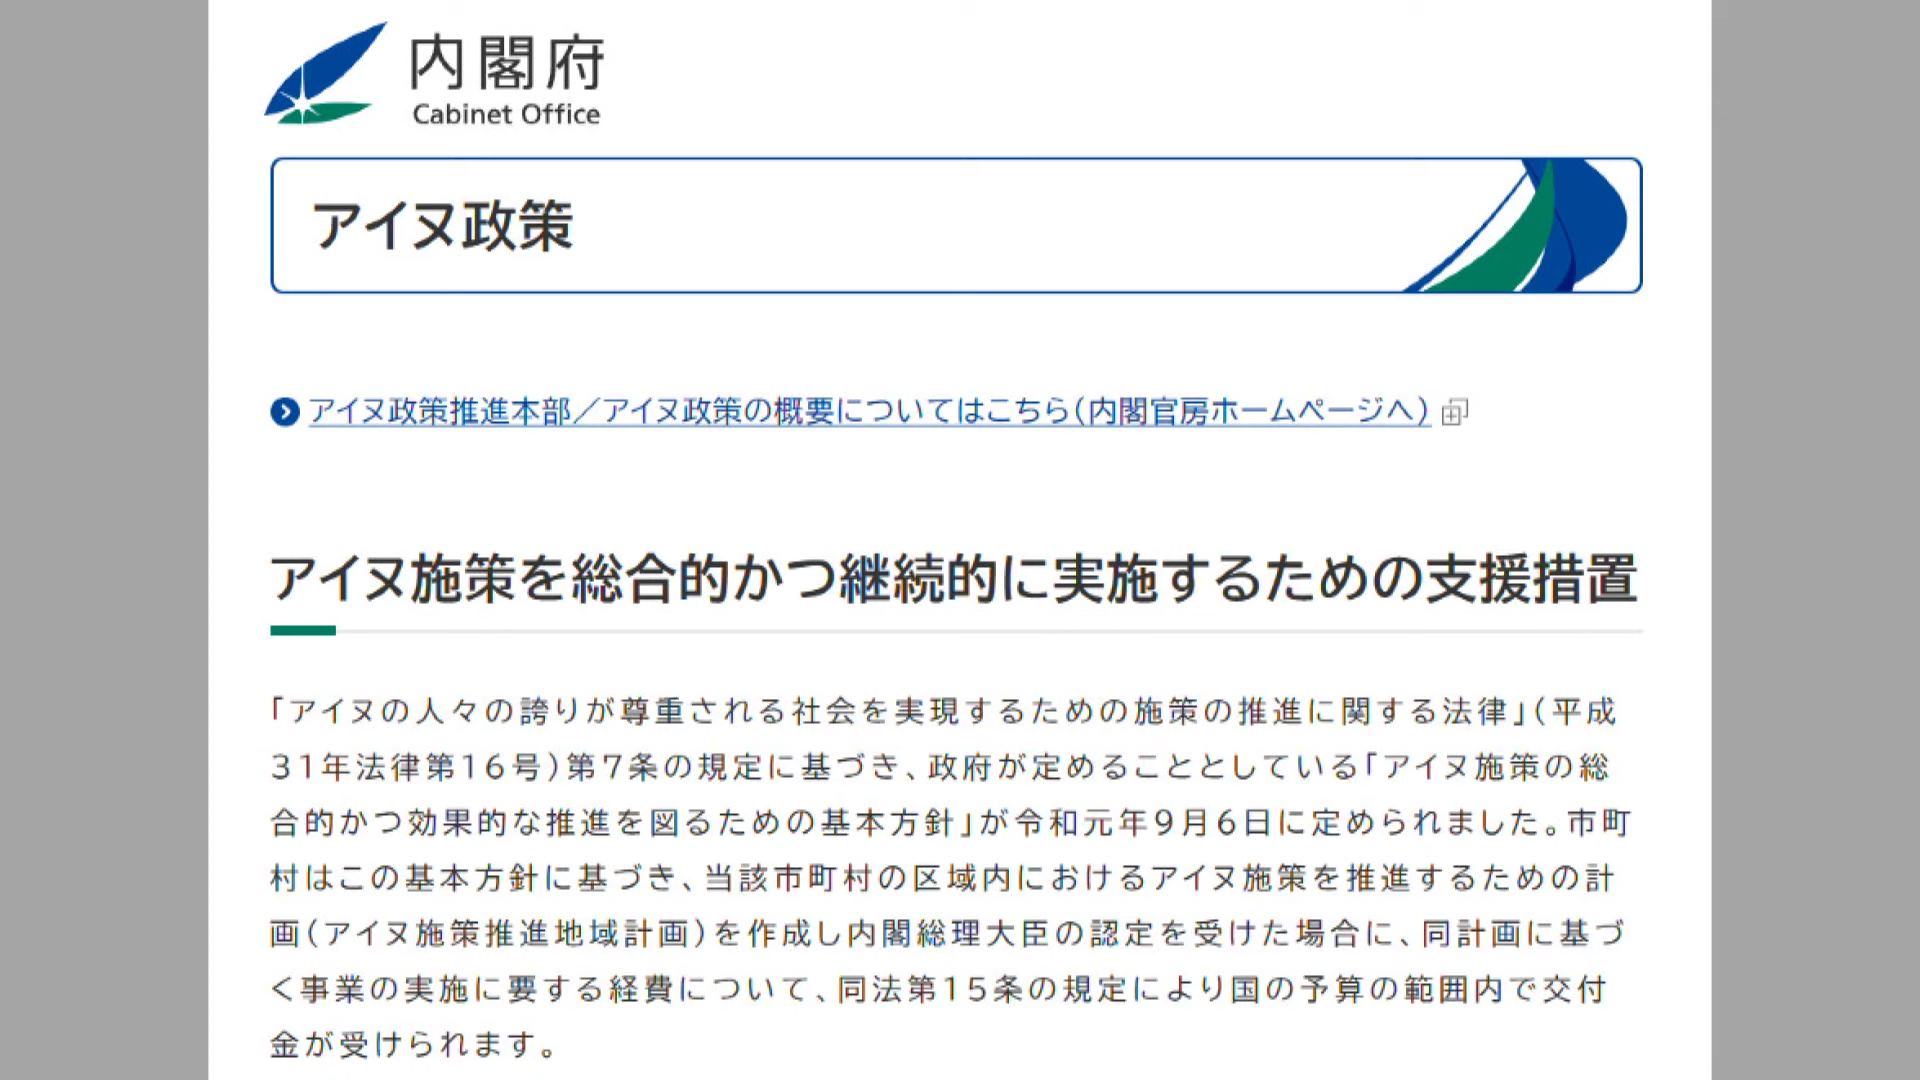 内閣府
Cabinet Office
アイヌ政策
アイヌ政策推進本部／アイヌ政策の概要についてはこちら（内閣官房ホームページへ）
アイヌ施策を総合的かつ継続的に実施するための支援措置
「アイヌの人々の誇りが尊重される社会を実現するための施策の推進に関する法律」（平成
31年法律第16号）第7条の規定に基づき、政府が定めることとしている「アイヌ施策の総
合的かつ効果的な推進を図るための基本方針」が令和元年9月6日に定められました。市町
村はこの基本方針に基づき、当該市町村の区域内におけるアイヌ施策を推進するための計
画（アイヌ施策推進地域計画）を作成し内閣総理大臣の認定を受けた場合に、同計画に基づ
く事業の実施に要する経費について、同法第15条の規定により国の予算の範囲内で交付
金が受けられます。